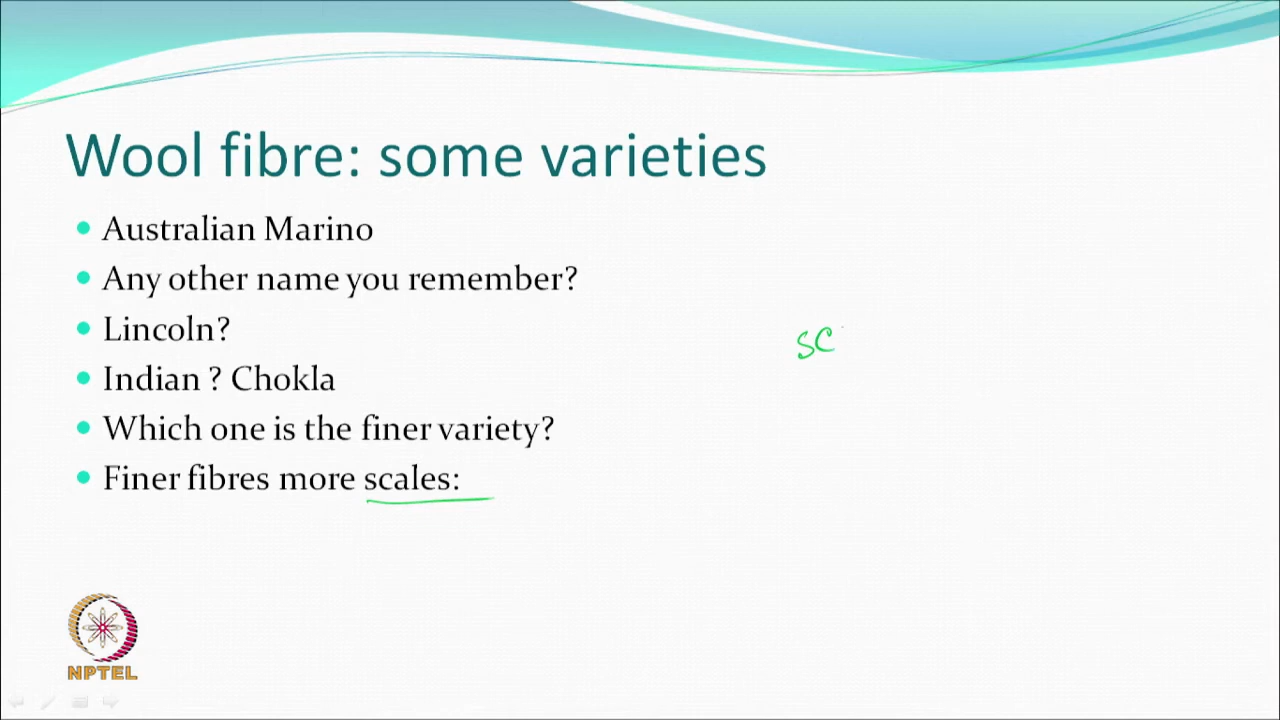 Wool fibre: some varieties
Australian Marino
Any other name you remember?
Lincoln?
Indian ? Chokla
Which one is the finer variety?
Finer fibres more scales:
SC
NPTEL